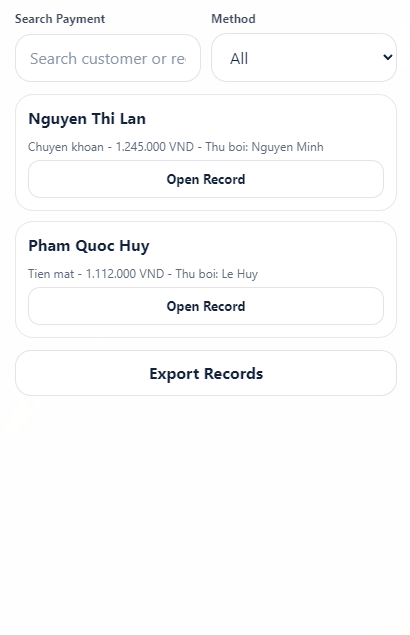 Search Payment
Method
Search customer or re
All
Nguyen Thi Lan
Chuyen khoan - 1.245.000 VND - Thu boi: Nguyen Minh
Open Record
Pham Quoc Huy
Tien mat - 1.112.000 VND - Thu boi: Le Huy
Open Record
Export Records